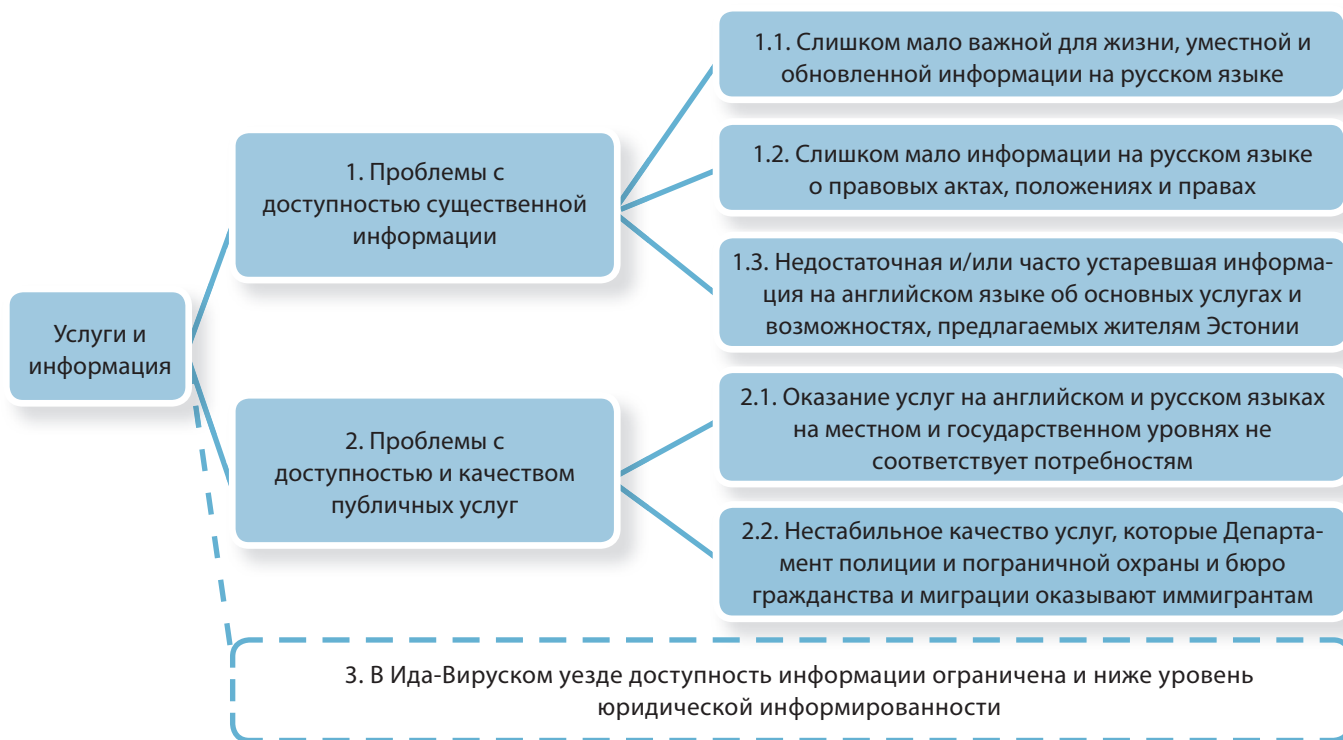 Услуги и
информация
1. Проблемы с
доступностью существенной
информации
1.1. Слишком мало важной для жизни, уместной и
обновленной информации на русском языке
1.2. Слишком мало информации на русском языке
о правовых актах, положениях и правах
1.3. Недостаточная и/или часто устаревшая информа-
ция на английском языке об основных услугах и
возможностях, предлагаемых жителям Эстонии
2. Проблемы с
доступностью и качеством
публичных услуг
2.1. Оказание услуг на английском и русском языках
на местном и государственном уровнях не
соответствует потребностям
2.2. Нестабильное качество услуг, которые Департа-
мент полиции и пограничной охраны и бюро
гражданства и миграции оказывают иммигрантам
3. В Ида-Вируском уезде доступность информации ограничена и ниже уровень
юридической информированности